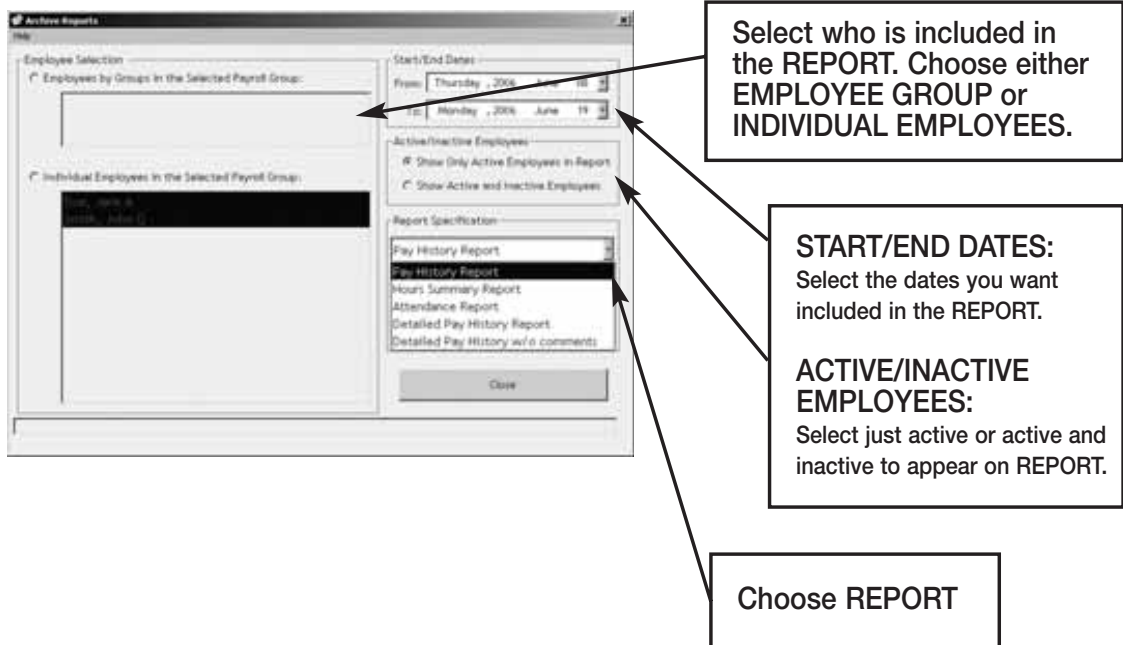 Archive Reports
Help
Employee Selection
Employees by Groups in the Selected Payroll Group:
Individual Employees in the Selected Payroll Group:
Start/End Dates
From: Thursday , 2006 June
To: Monday , 2006 June 19
Active/Inactive Employees
Show Only Active Employees in Report
Show Active and Inactive Employees
Report Specification
Pay History Report
Pay History Report
Hours Summary Report
Attendance Report
Detailed Pay History Report
Detailed Pay History w/o comments
Close
Select who is included in
the REPORT. Choose either
EMPLOYEE GROUP or
INDIVIDUAL EMPLOYEES.
START/END DATES:
Select the dates you want
included in the REPORT.
ACTIVE/INACTIVE
EMPLOYEES:
Select just active or active and
inactive to appear on REPORT.
Choose REPORT